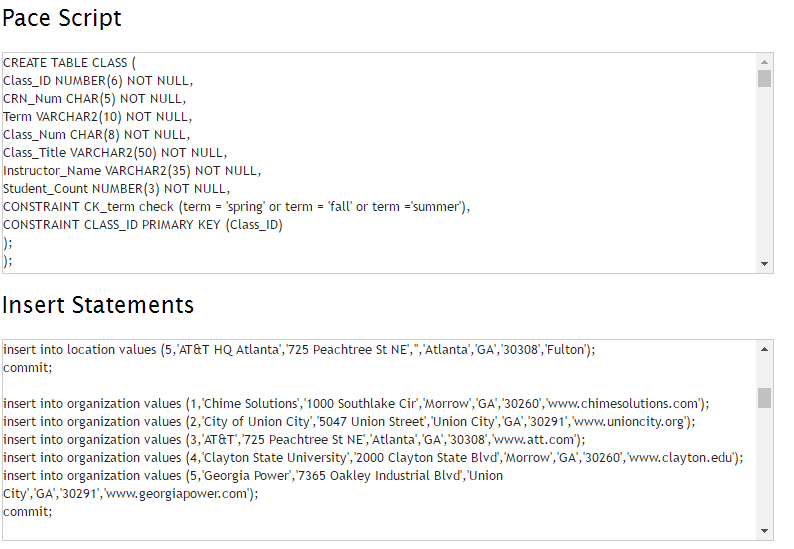 Pace Script
CREATE TABLE CLASS (
Class_ID NUMBER(6) NOT NULL,
CRN_Num CHAR(5) NOT NULL,
Term VARCHAR2(10) NOT NULL,
Class_Num CHAR(8) NOT NULL,
Class_Title VARCHAR2(50) NOT NULL,
Instructor_Name VARCHAR2(35) NOT NULL,
Student_Count NUMBER(3) NOT NULL,
CONSTRAINT CK_term check (term = 'spring' or term = 'fall' or term ='summer'),
CONSTRAINT CLASS_ID PRIMARY KEY (Class_ID)
);
);
Insert Statements
insert into location values (5,'AT&T HQ Atlanta','725 Peachtree St NE','','Atlanta','GA','30308','Fulton');
commit;
insert into organization values (1,'Chime Solutions','1000 Southlake Cir','Morrow','GA','30260','www.chimesolutions.com');
insert into organization values (2,'City of Union City','5047 Union Street','Union City','GA','30291','www.unioncity.org');
insert into organization values (3,'AT&T','725 Peachtree St NE','Atlanta','GA','30308','www.att.com');
insert into organization values (4,'Clayton State University','2000 Clayton State Blvd','Morrow','GA','30260','www.clayton.edu');
insert into organization values (5,'Georgia Power','7365 Oakley Industrial Blvd','Union
City','GA','30291','www.georgiapower.com');
commit;